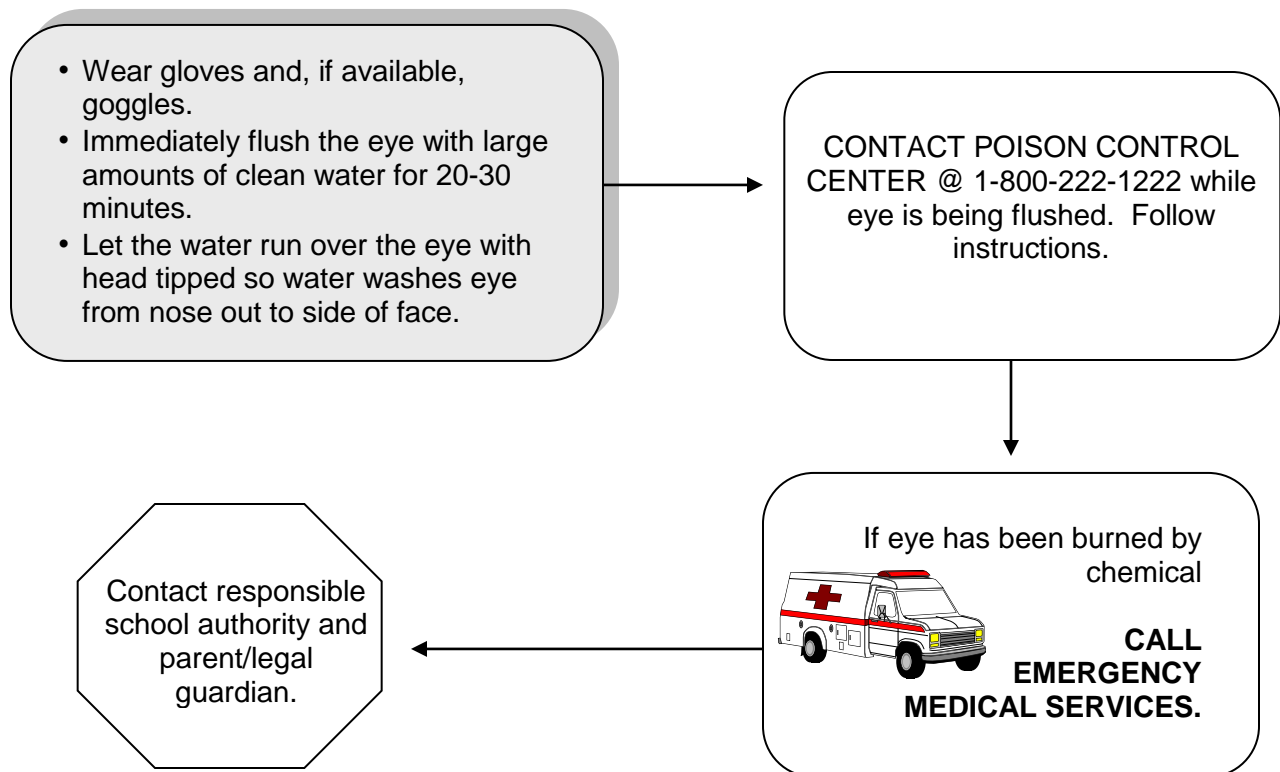 • Wear gloves and, if available,
goggles.
• Immediately flush the eye with large
amounts of clean water for 20-30
minutes.
• Let the water run over the eye with
head tipped so water washes eye
from nose out to side of face.
CONTACT POISON CONTROL
CENTER @ 1-800-222-1222 while
eye is being flushed.  Follow
instructions.
If eye has been burned by
chemical
CALL
EMERGENCY
MEDICAL SERVICES.
Contact responsible
school authority and
parent/legal
guardian.